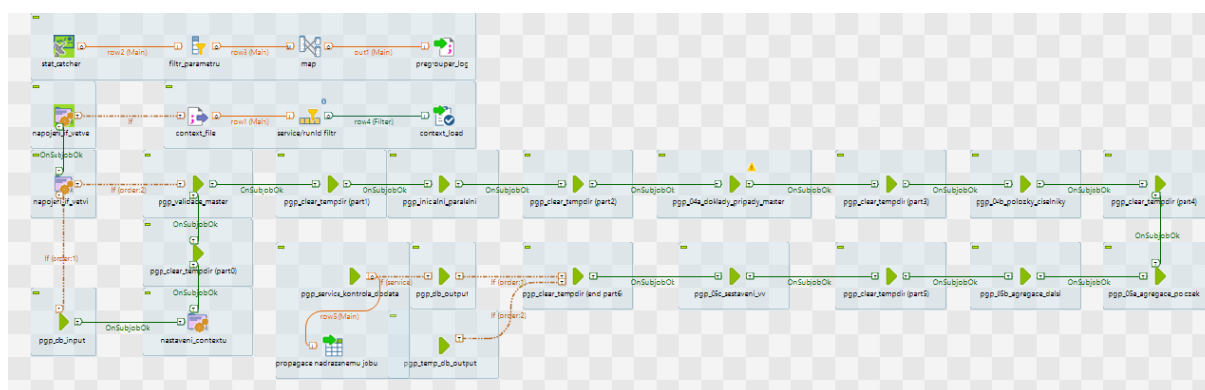 row2 (Main) row3 (Main) out1 (Main)
stat_catcher filtr_parametru map pregrouper_log
If row1 (Main) row4 (Filter)
napojeni_if_vetve context_file service/runId filtr context_load
OnSubjobOk
If (order:2) OnSubjobOk OnSubjobOk OnSubjobOk OnSubjobOk OnSubjobOk OnSubjobOk OnSubjobOk
napojeni_if_vetvi pgp_validace_master pgp_clear_tempdir (part1) pgp_inicialni_paralelni pgp_clear_tempdir (part2) pgp_04a_doklady_pripady_master pgp_clear_tempdir (part3) pgp_04b_polozky_ciselniky pgp_clear_tempdir (part4)
OnSubjobOk
OnSubjobOk
If (order:1)
pgp_clear_tempdir (part0)
If (service) If (order:1) OnSubjobOk OnSubjobOk OnSubjobOk OnSubjobOk
pgp_servics_kontrola_dodata pgp_db_output pgp_clear_tempdir (and part6 pgp_05c_sestaveni_vv pgp_clear_tempdir (part5) pgp_05b_agregace_dalsi pgp_05a_agregace_poczek
OnSubjobOk
row5 (Main) If (order:2)
OnSubjobOk
pgp_db_input nastaveni_contextu
propagace nadrazenemu jobu pgp_temp_db_output